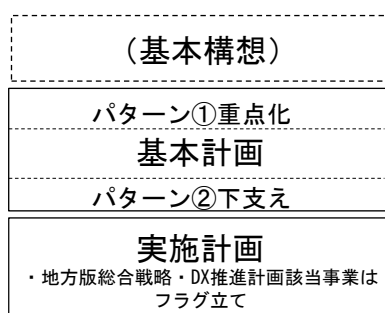 （基本構想）
パターン①重点化
基本計画
パターン②下支え
実施計画
・地方版総合戦略・DX推進計画該当事業は
フラグ立て